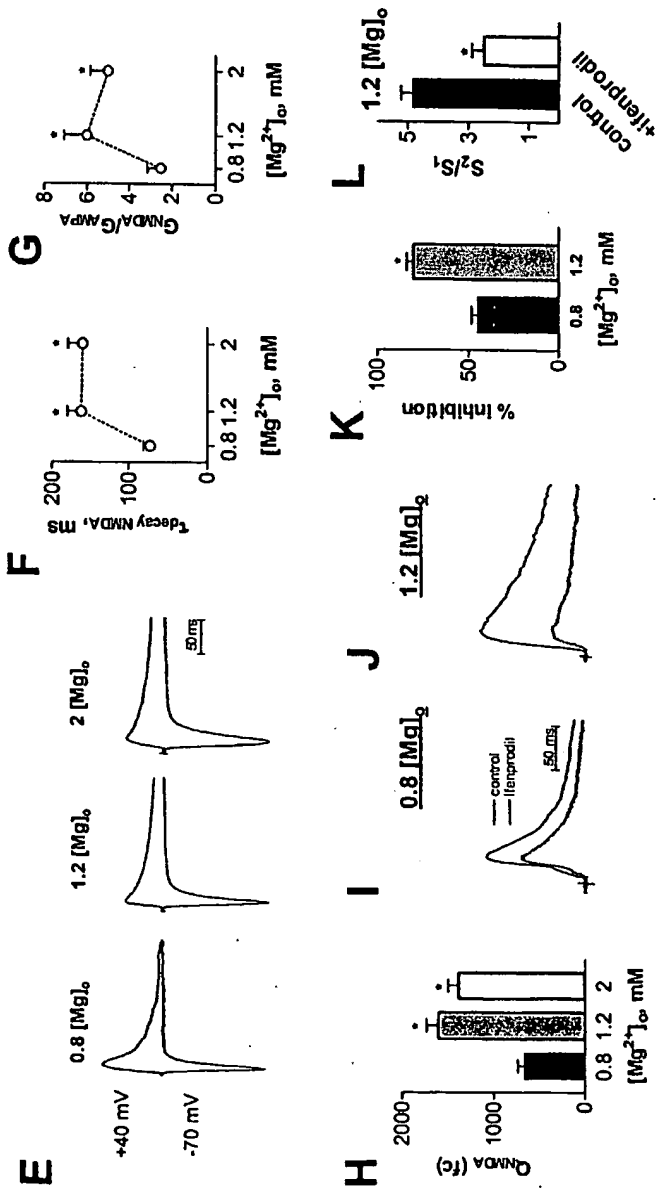 E
0.8 [Mg]o
1.2 [Mg]o
2 [Mg]o
+40 mV
-70 mV
50 ms
F
τdecay NMDA, ms
200
100
0
*
*
0.8 1.2 2
[Mg2+]o, mM
G
GNMDA/GAMPA
8
6
4
2
0
*
*
0.8 1.2 2
[Mg2+]o, mM
H
QNMDA (fc)
2000
1000
0
*
*
0.8 1.2 2
[Mg2+]o, mM
I
0.8 [Mg]o
control
Ifenprodil
50 ms
J
1.2 [Mg]o
K
% Inhibition
100
50
0
*
0.8 1.2
[Mg2+]o, mM
L
1.2 [Mg]o
S2/S1
5
3
1
*
control
+ifenprodil